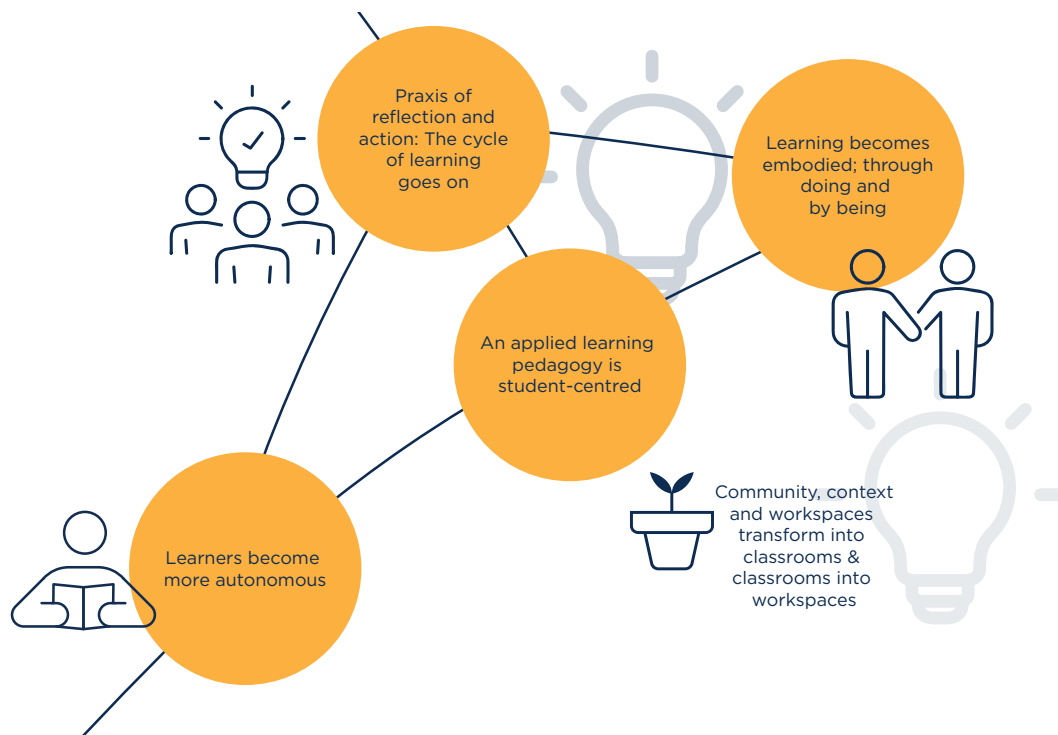 Praxis of
reflection and
action: The cycle
of learning
goes on
Learning becomes
embodied; through
doing and
by being
An applied learning
pedagogy is
student-centred
Community, context
and workspaces
transform into
classrooms &
classrooms into
workspaces
Learners become
more autonomous